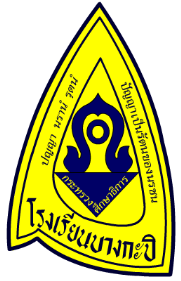 ปญฺญา นรานํ รตนํ
ปัญญาเป็นรัตนของนรชน
กระทรวงศึกษาธิการ
โรงเรียนบางกะปิ